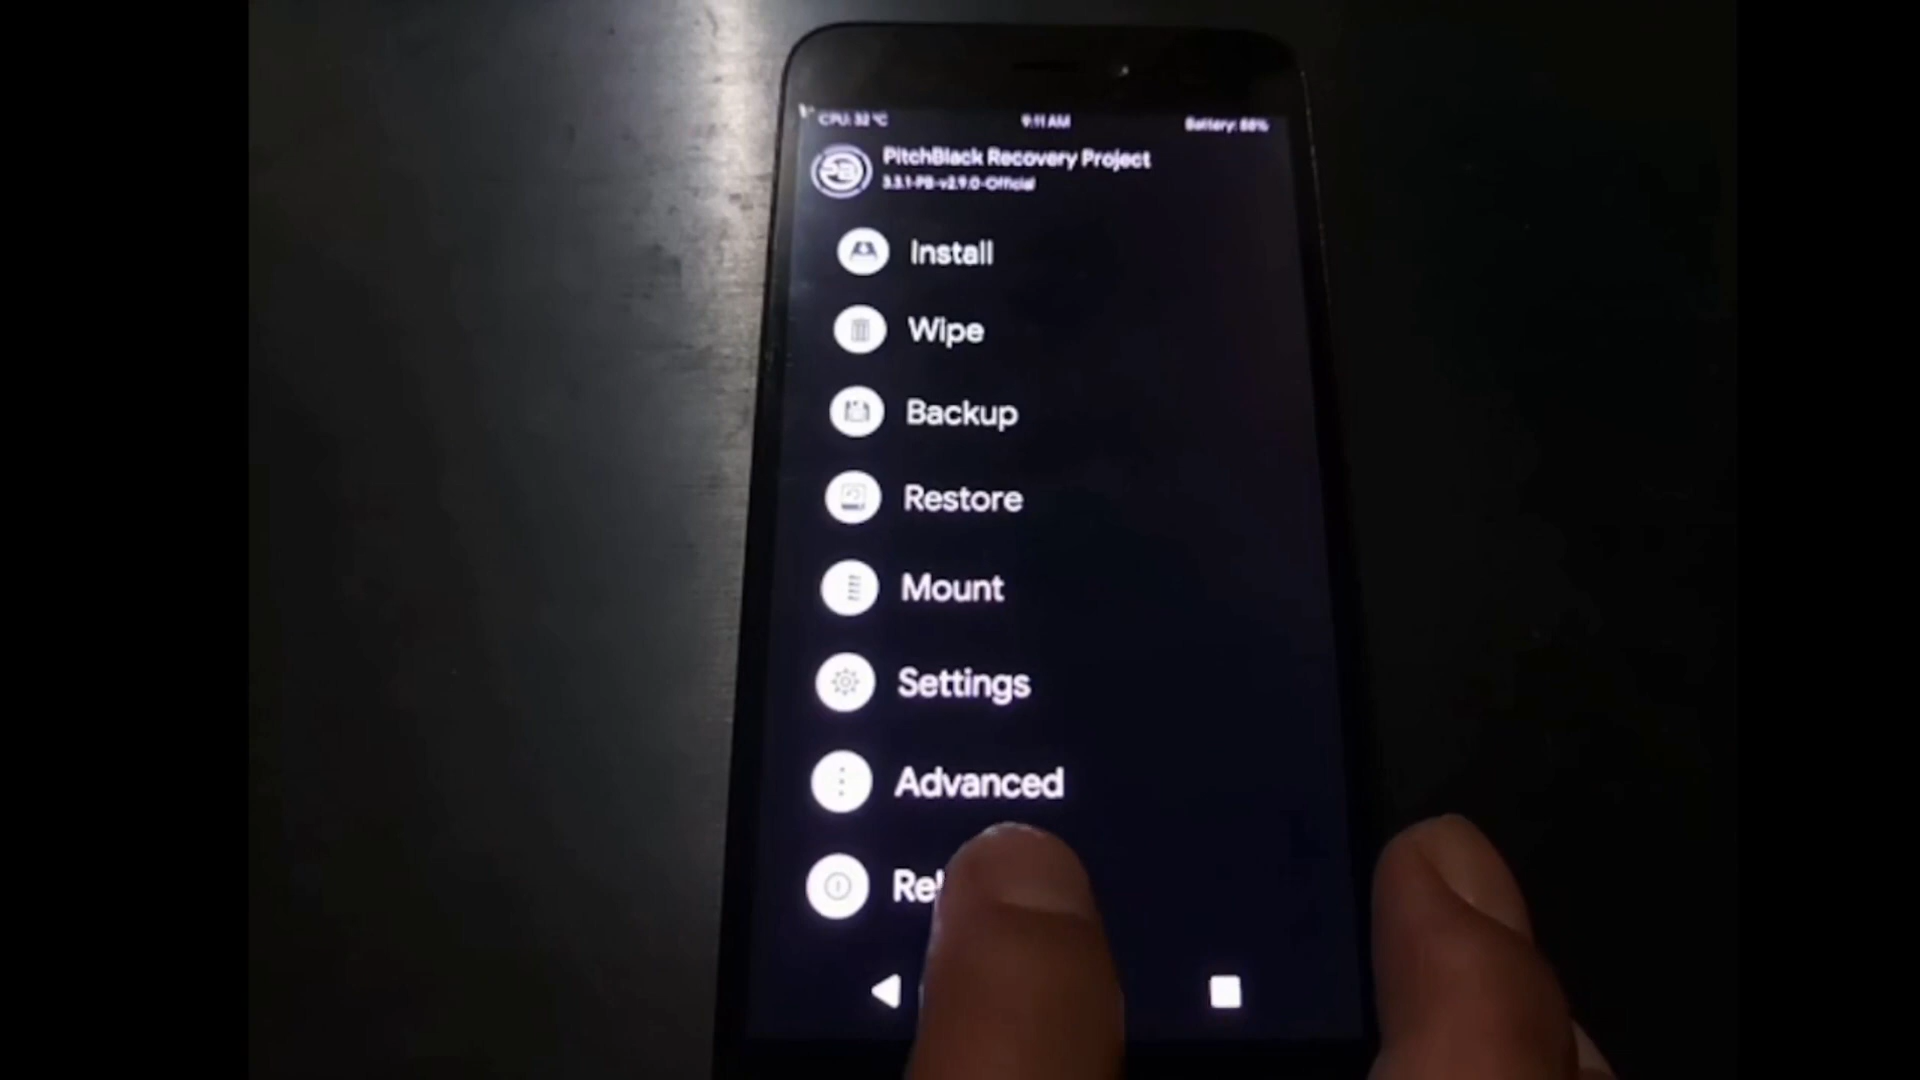 CPU: 32 °C
9:11 AM
Battery: 88%
PitchBlack Recovery Project
3.3.1-PB-v2.9.0-Official
Install
Wipe
Backup
Restore
Mount
Settings
Advanced